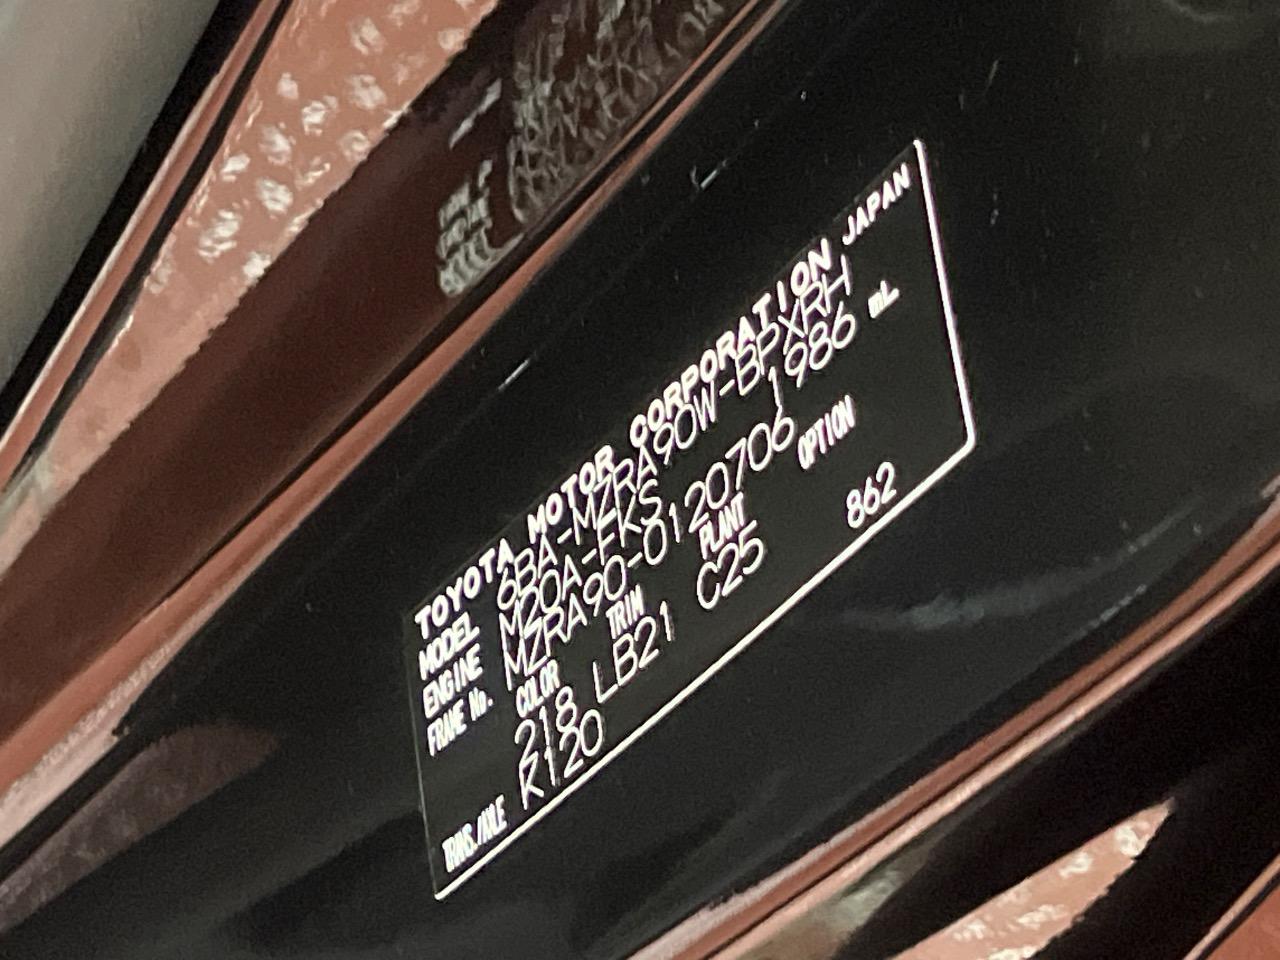 TOYOTA MOTOR CORPORATION JAPAN
MODEL 6BA-MZRA90W-BPXRH
ENGINE M20A-FKS 1986 mL
FRAME No. MZRA90-0120706
COLOR TRIM PLANT OPTION
218 LB21 C25 862
TRANS./AXLE K120